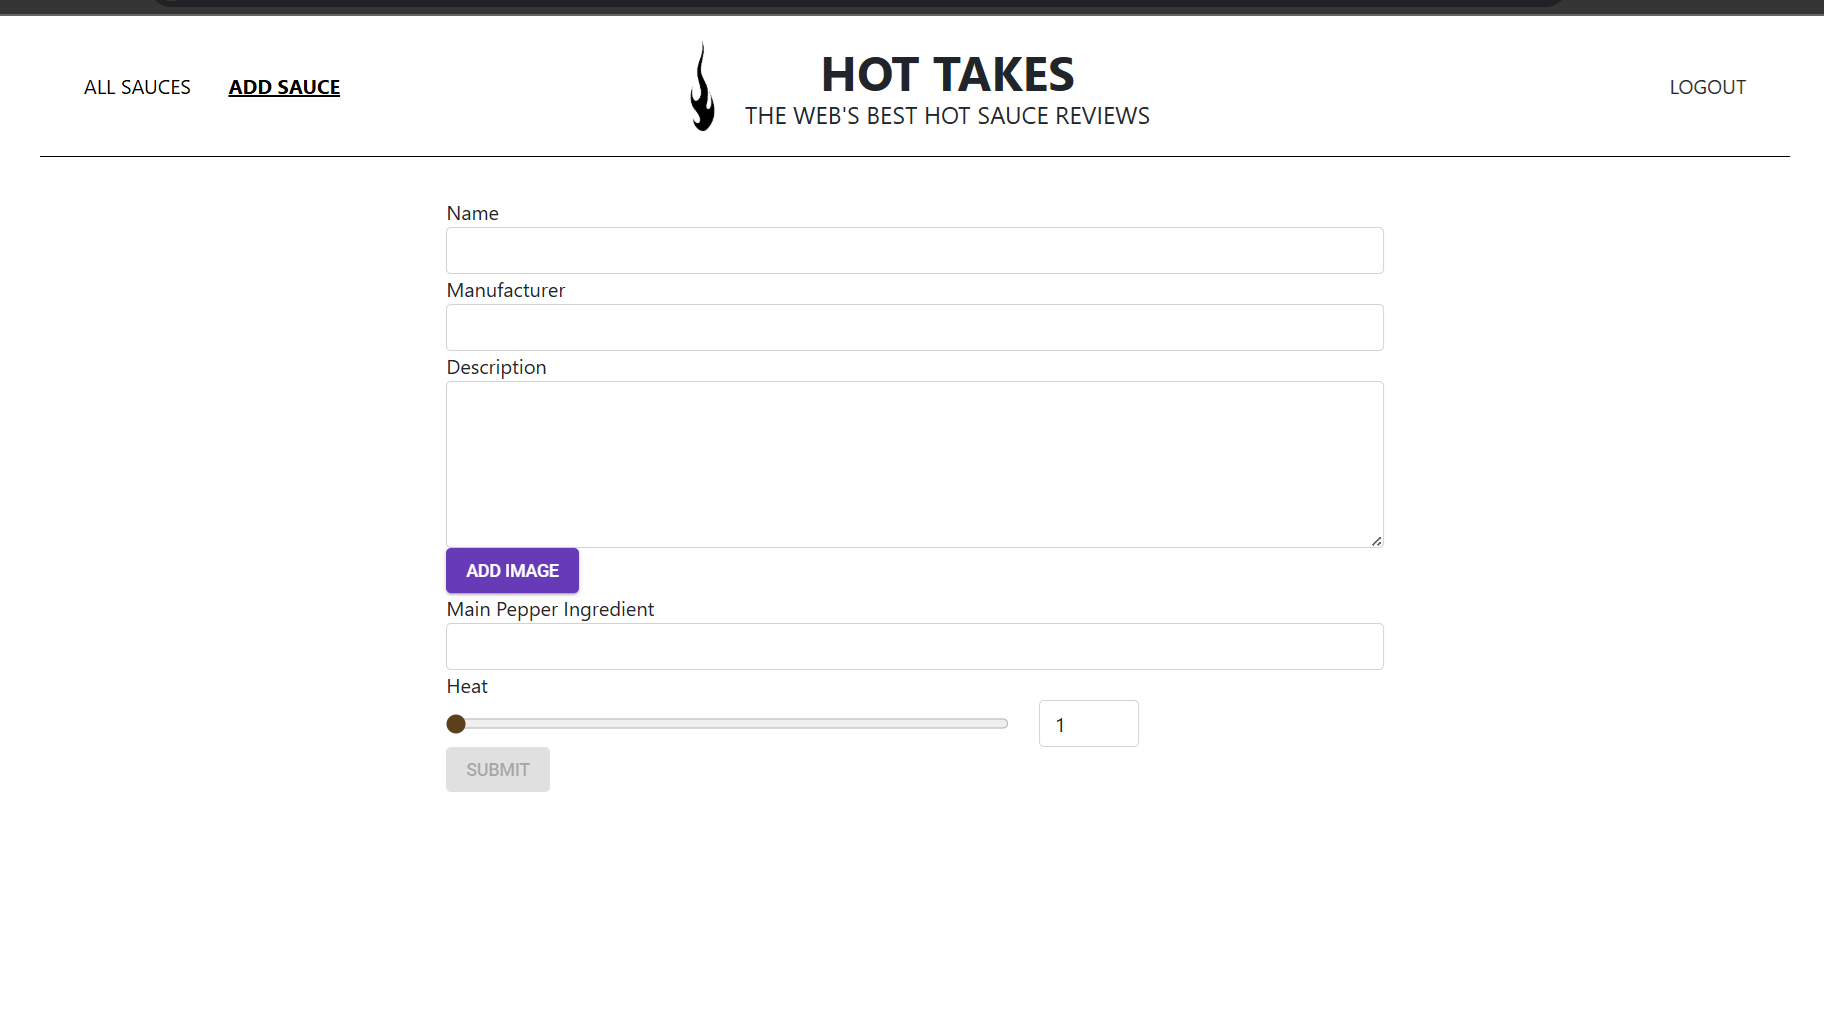 ALL SAUCES
ADD SAUCE
HOT TAKES
THE WEB'S BEST HOT SAUCE REVIEWS
LOGOUT
Name
Manufacturer
Description
ADD IMAGE
Main Pepper Ingredient
Heat
1
SUBMIT